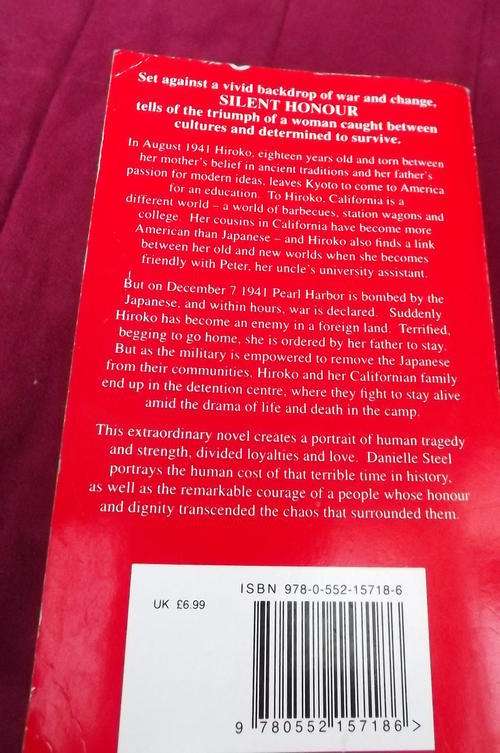 Set against a vivid backdrop of war and change,
SILENT HONOUR
tells of the triumph of a woman caught between
cultures and determined to survive.
In August 1941 Hiroko, eighteen years old and torn between
her mother's belief in ancient traditions and her father's
passion for modern ideas, leaves Kyoto to come to America
for an education. To Hiroko, California is a
different world – a world of barbecues, station wagons and
college. Her cousins in California have become more
American than Japanese – and Hiroko also finds a link
between her old and new worlds when she becomes
friendly with Peter, her uncle's university assistant.
But on December 7 1941 Pearl Harbor is bombed by the
Japanese, and within hours, war is declared. Suddenly
Hiroko has become an enemy in a foreign land. Terrified,
begging to go home, she is ordered by her father to stay.
But as the military is empowered to remove the Japanese
from their communities, Hiroko and her Californian family
end up in the detention centre, where they fight to stay alive
amid the drama of life and death in the camp.
This extraordinary novel creates a portrait of human tragedy
and strength, divided loyalties and love. Danielle Steel
portrays the human cost of that terrible time in history,
as well as the remarkable courage of a people whose honour
and dignity transcended the chaos that surrounded them.
ISBN 978-0-552-15718-6
UK £6.99
9 780552 157186 >